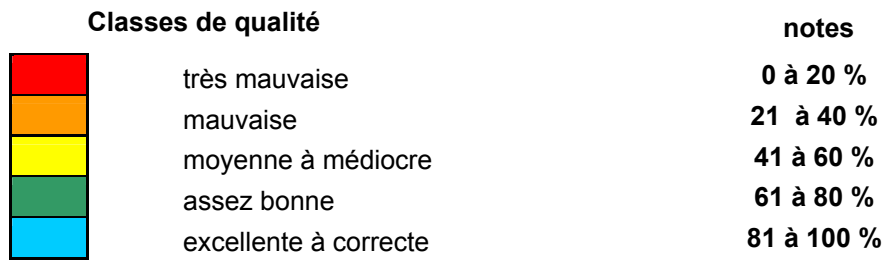 Classes de qualité notes
très mauvaise 0 à 20 %
mauvaise 21 à 40 %
moyenne à médiocre 41 à 60 %
assez bonne 61 à 80 %
excellente à correcte 81 à 100 %